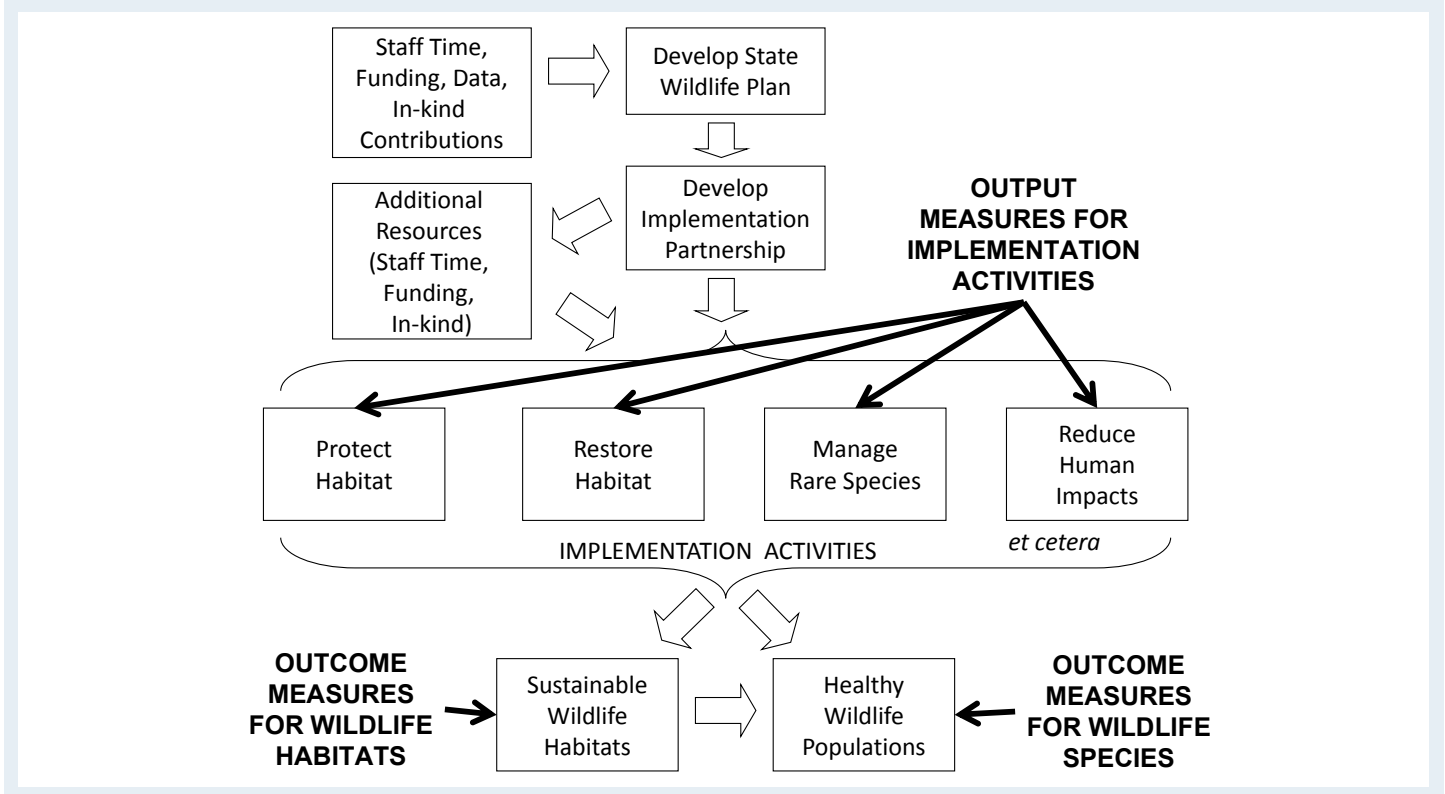 Staff Time,
Funding, Data,
In-kind
Contributions
Develop State
Wildlife Plan
Additional
Resources
(Staff Time,
Funding,
In-kind)
Develop
Implementation
Partnership
OUTPUT
MEASURES FOR
IMPLEMENTATION
ACTIVITIES
Protect
Habitat
Restore
Habitat
Manage
Rare Species
Reduce
Human
Impacts
IMPLEMENTATION ACTIVITIES
et cetera
OUTCOME
MEASURES
FOR WILDLIFE
HABITATS
Sustainable
Wildlife
Habitats
Healthy
Wildlife
Populations
OUTCOME
MEASURES
FOR WILDLIFE
SPECIES